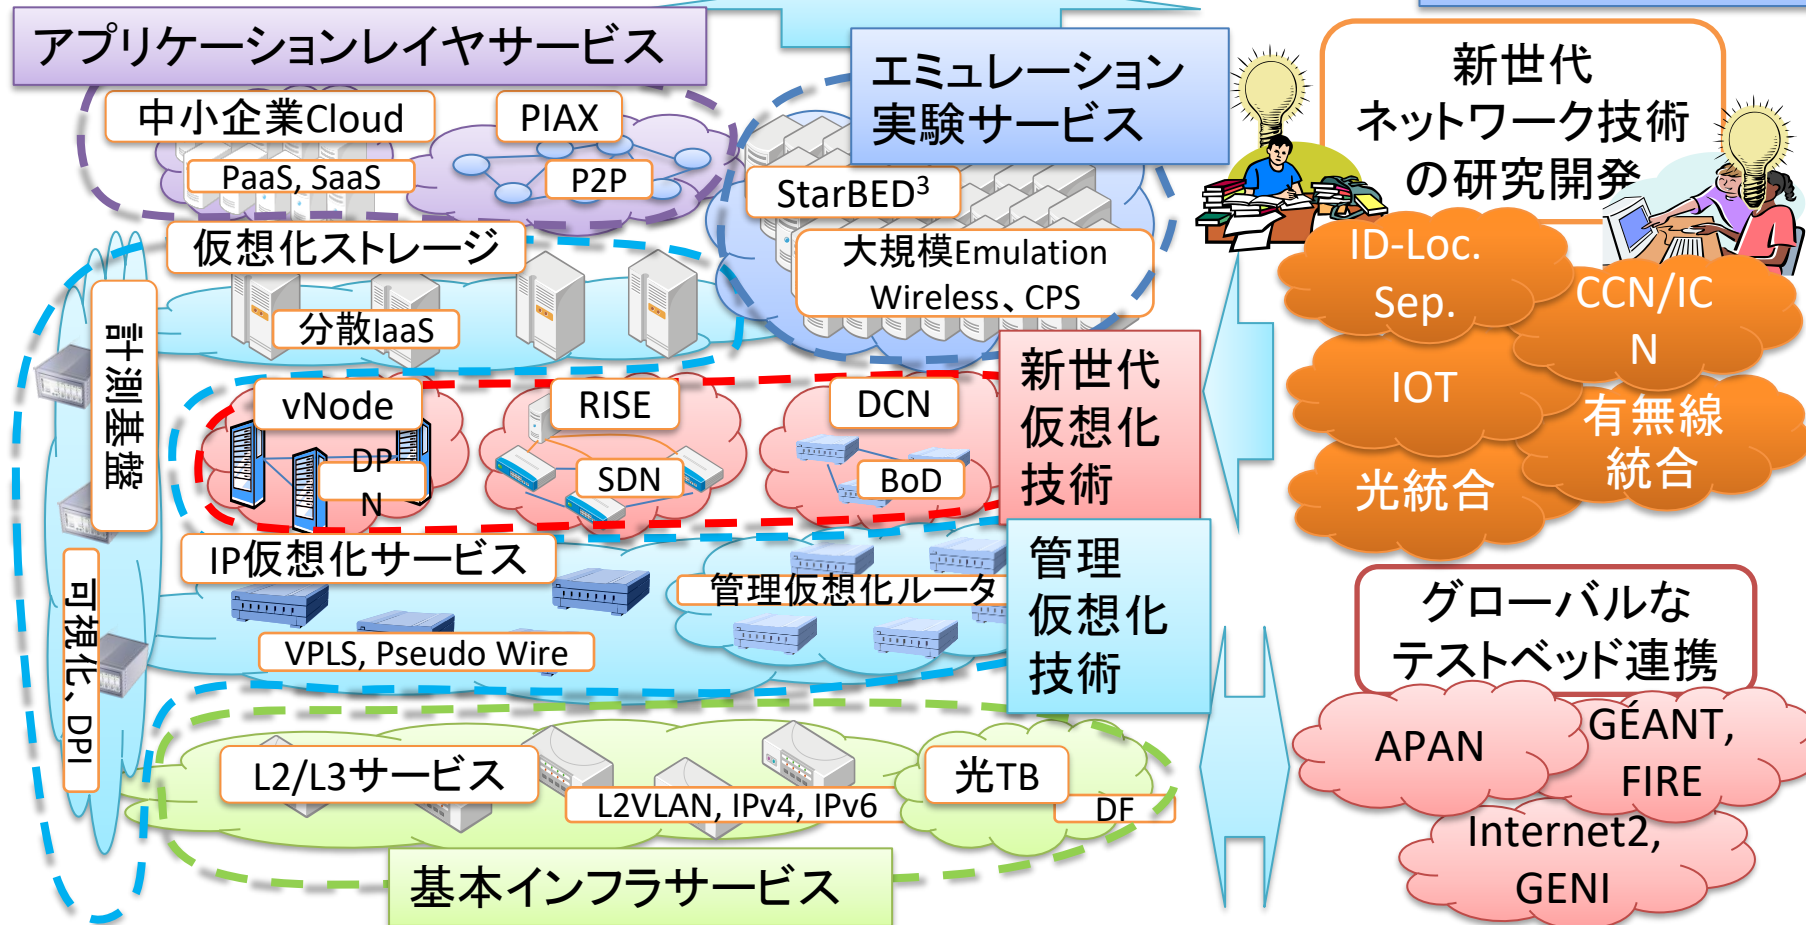 アプリケーションレイヤサービス
中小企業Cloud
PaaS, SaaS
PIAX
P2P
エミュレーション
実験サービス
StarBED³
大規模Emulation
Wireless、CPS
仮想化ストレージ
分散IaaS
計測基盤
可視化、DPI
vNode
DP
N
RISE
SDN
DCN
BoD
新世代
仮想化
技術
IP仮想化サービス
VPLS, Pseudo Wire
管理仮想化ルータ
管理
仮想化
技術
L2/L3サービス
L2VLAN, IPv4, IPv6
光TB
DF
基本インフラサービス
新世代
ネットワーク技術
の研究開発
ID-Loc.
Sep.
CCN/IC
N
IOT
有無線
統合
光統合
グローバルな
テストベッド連携
APAN
GÉANT,
FIRE
Internet2,
GENI